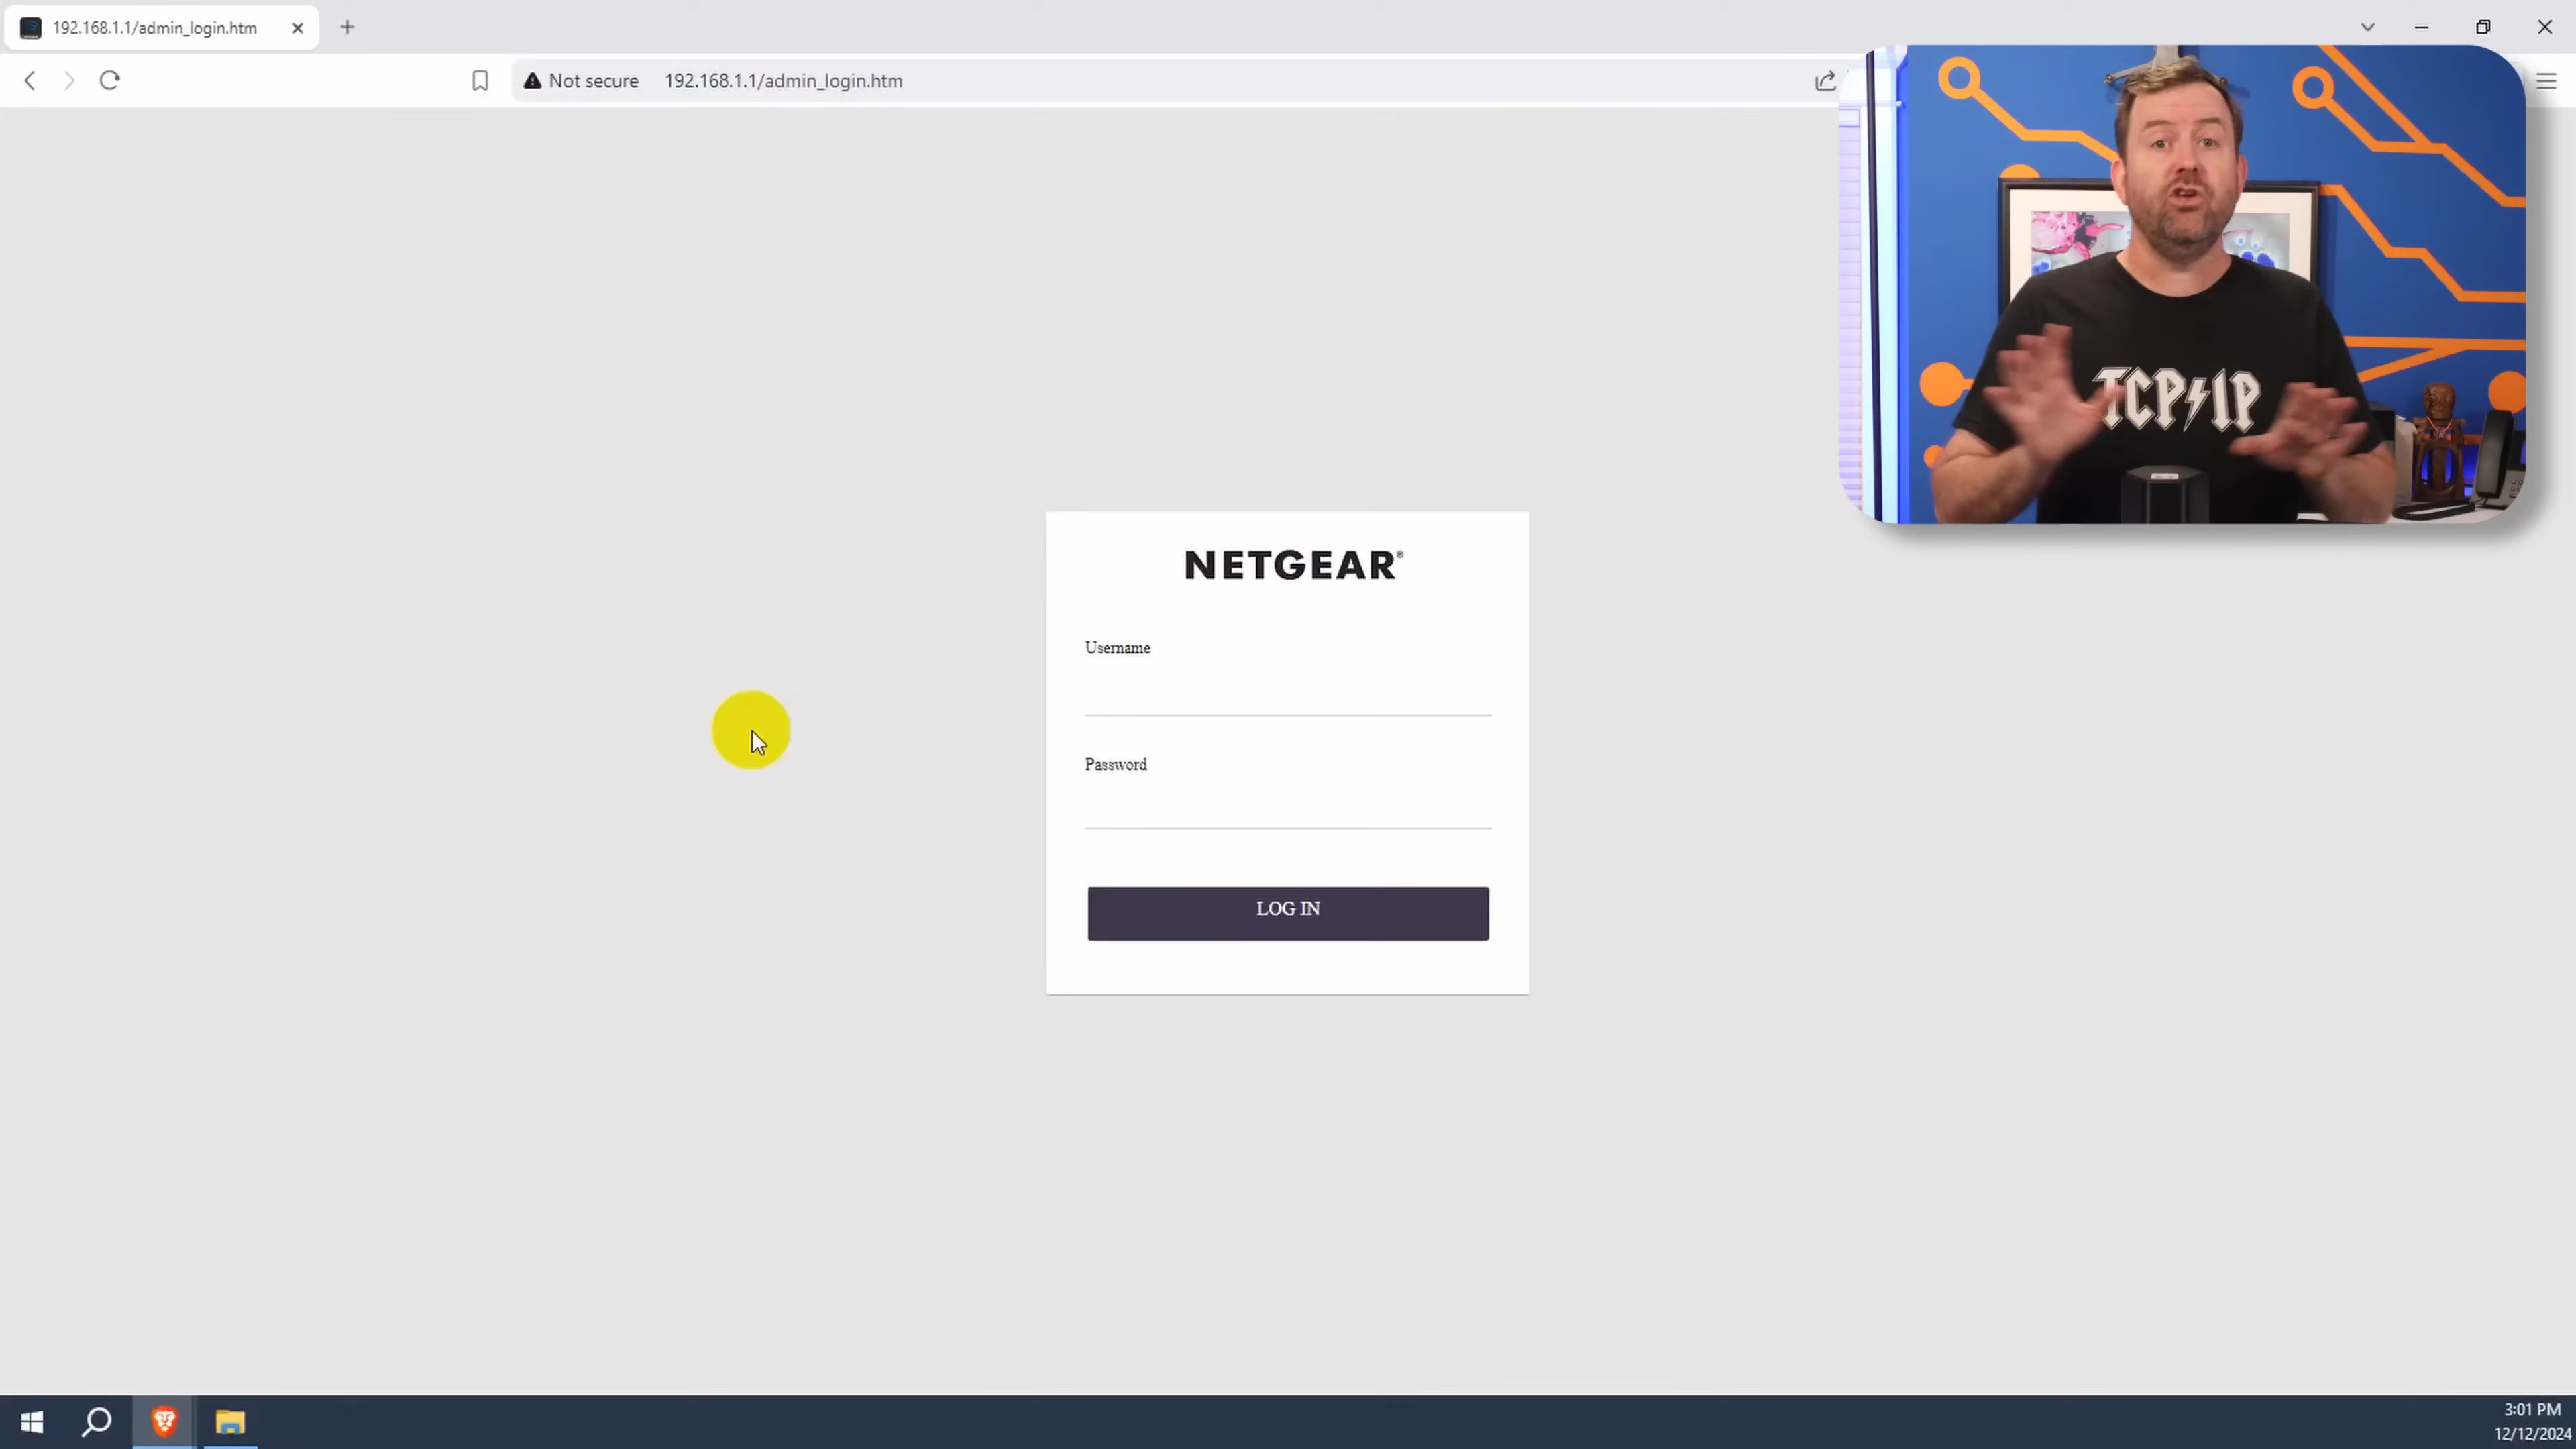 192.168.1.1/admin_login.htm
Not secure 192.168.1.1/admin_login.htm
TCP⚡IP
NETGEAR®
Username
Password
LOG IN
3:01 PM
12/12/2024